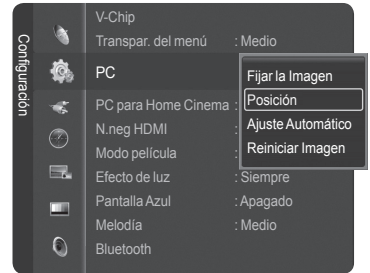 Configuración
V-Chip
Transpar. del menú : Medio
PC
Fijar la Imagen
Posición
Ajuste Automático
Reiniciar Imagen
PC para Home Cinema :
N.neg HDMI :
Modo película :
Efecto de luz : Siempre
Pantalla Azul : Apagado
Melodía : Medio
Bluetooth